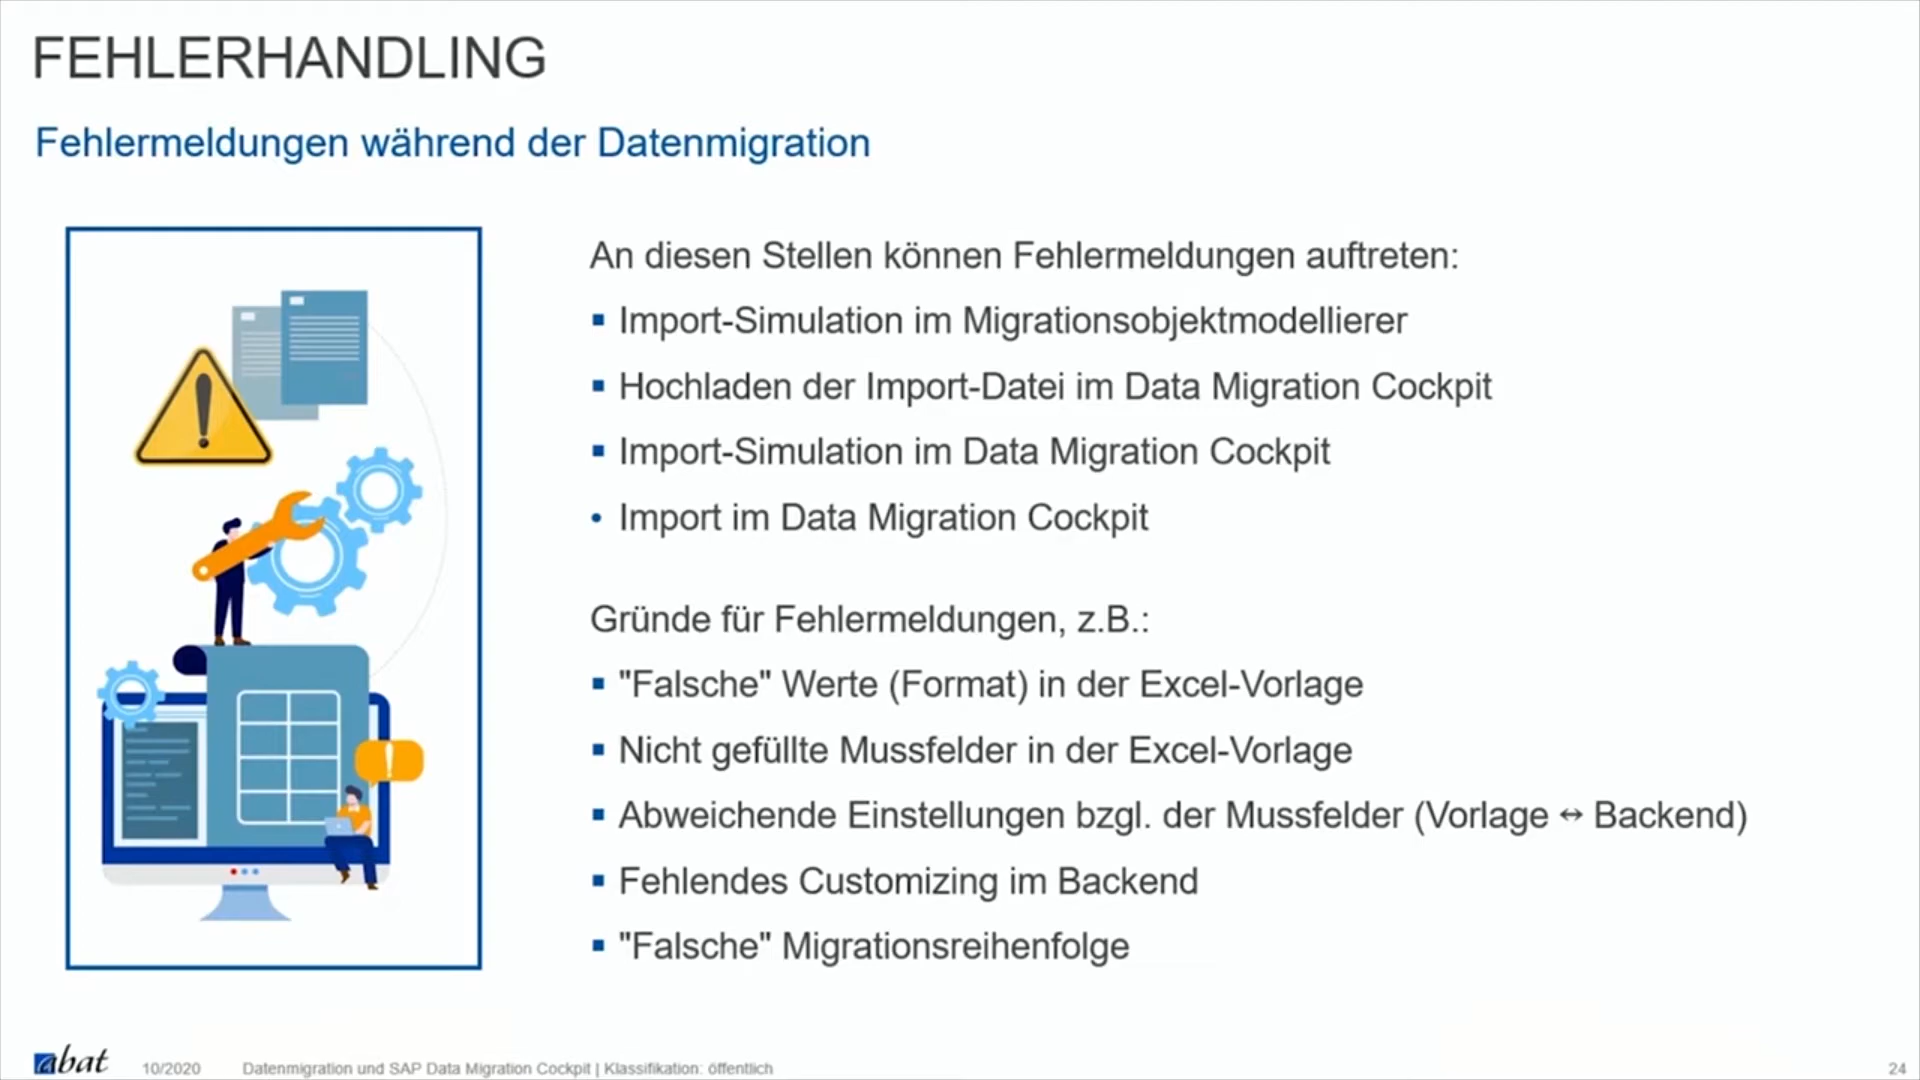 FEHLERHANDLING
Fehlermeldungen während der Datenmigration
An diesen Stellen können Fehlermeldungen auftreten:
▪ Import-Simulation im Migrationsobjektmodellierer
▪ Hochladen der Import-Datei im Data Migration Cockpit
▪ Import-Simulation im Data Migration Cockpit
• Import im Data Migration Cockpit
Gründe für Fehlermeldungen, z.B.:
▪ "Falsche" Werte (Format) in der Excel-Vorlage
▪ Nicht gefüllte Mussfelder in der Excel-Vorlage
▪ Abweichende Einstellungen bzgl. der Mussfelder (Vorlage ↔ Backend)
▪ Fehlendes Customizing im Backend
▪ "Falsche" Migrationsreihenfolge
abat 10/2020 Datenmigration und SAP Data Migration Cockpit | Klassifikation: öffentlich 24